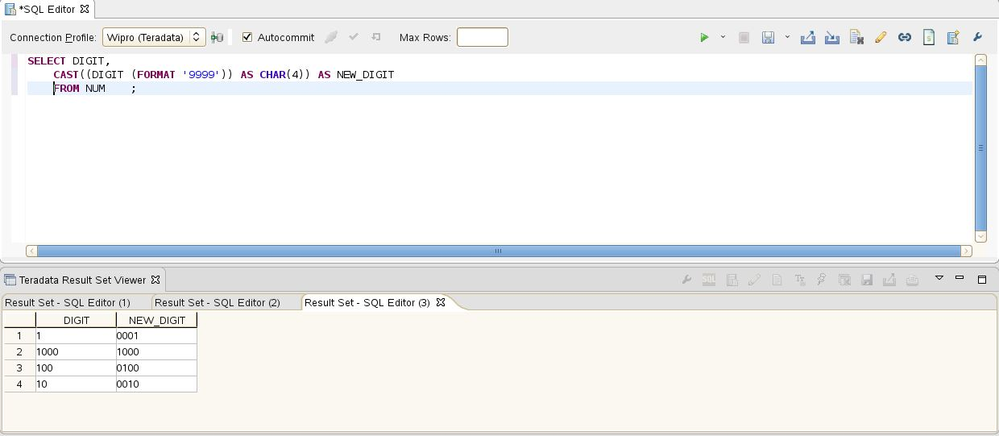 *SQL Editor
Connection Profile: Wipro (Teradata) Autocommit Max Rows:
SELECT DIGIT,
CAST((DIGIT (FORMAT '9999')) AS CHAR(4)) AS NEW_DIGIT
FROM NUM ;
Teradata Result Set Viewer
SQL
Result Set - SQL Editor (1) Result Set - SQL Editor (2) Result Set - SQL Editor (3)
DIGIT NEW_DIGIT
1 1 0001
2 1000 1000
3 100 0100
4 10 0010